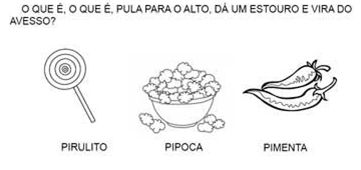 O QUE É, O QUE É, PULA PARA O ALTO, DÁ UM ESTOURO E VIRA DO
AVESSO?
PIRULITO PIPOCA PIMENTA